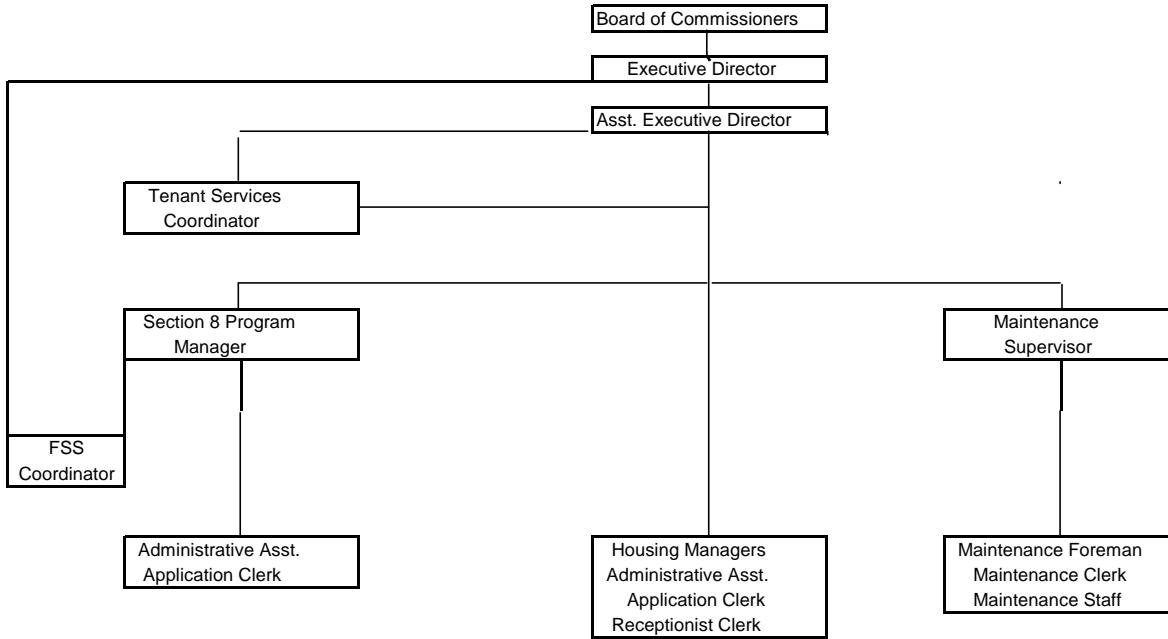 Board of Commissioners
Executive Director
Asst. Executive Director
Tenant Services
Coordinator
Section 8 Program
Manager
Maintenance
Supervisor
FSS
Coordinator
Administrative Asst.
Application Clerk
Housing Managers
Administrative Asst.
Application Clerk
Receptionist Clerk
Maintenance Foreman
Maintenance Clerk
Maintenance Staff